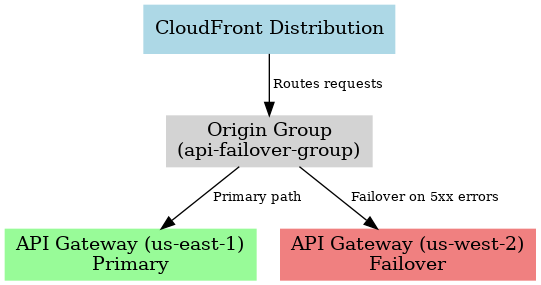 CloudFront Distribution
Routes requests
Origin Group
(api-failover-group)
Primary path
Failover on 5xx errors
API Gateway (us-east-1)
Primary
API Gateway (us-west-2)
Failover